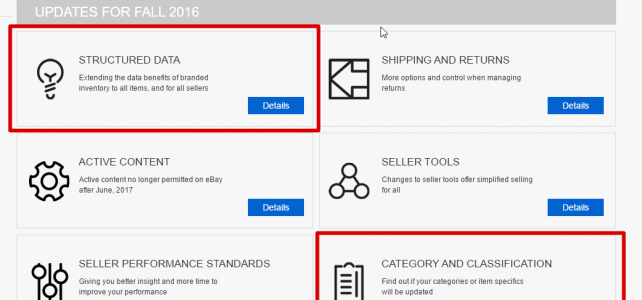 UPDATES FOR FALL 2016
STRUCTURED DATA
Extending the data benefits of branded
inventory to all items, and for all sellers
Details
SHIPPING AND RETURNS
More options and control when managing
returns
Details
ACTIVE CONTENT
Active content no longer permitted on eBay
after June, 2017
Details
SELLER TOOLS
Changes to seller tools offer simplified selling
for all
Details
SELLER PERFORMANCE STANDARDS
Giving you better insight and more time to
improve your performance
CATEGORY AND CLASSIFICATION
Find out if your categories or item specifics
will be updated